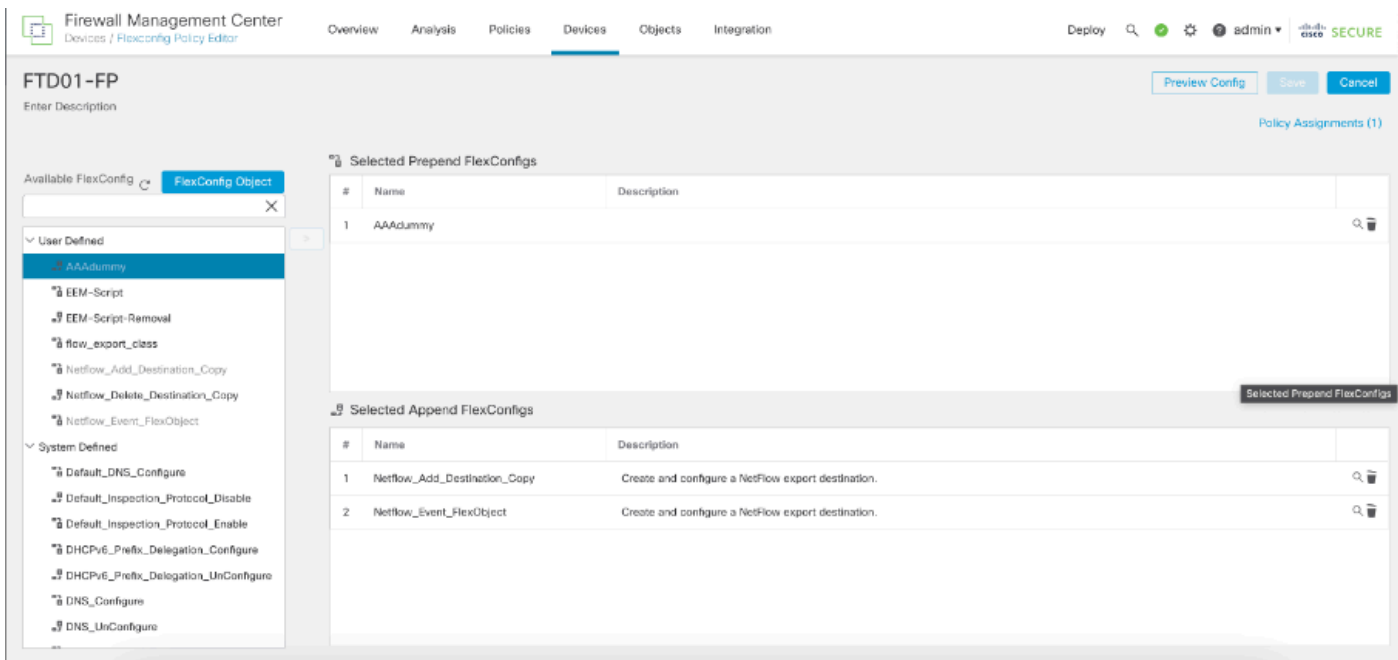 Firewall Management Center
Devices / Flexconfig Policy Editor
Overview Analysis Policies Devices Objects Integration
Deploy admin cisco SECURE
FTD01-FP
Enter Description
Preview Config Save Cancel
Policy Assignments (1)
Available FlexConfig FlexConfig Object
User Defined
AAAdummy
EEM-Script
EEM-Script-Removal
flow_export_class
Netflow_Add_Destination_Copy
Netflow_Delete_Destination_Copy
Netflow_Event_FlexObject
System Defined
Default_DNS_Configure
Default_Inspection_Protocol_Disable
Default_Inspection_Protocol_Enable
DHCPv6_Prefix_Delegation_Configure
DHCPv6_Prefix_Delegation_UnConfigure
DNS_Configure
DNS_UnConfigure
>
Selected Prepend FlexConfigs
# Name Description
1 AAAdummy
Selected Prepend FlexConfigs
Selected Append FlexConfigs
# Name Description
1 Netflow_Add_Destination_Copy Create and configure a NetFlow export destination.
2 Netflow_Event_FlexObject Create and configure a NetFlow export destination.